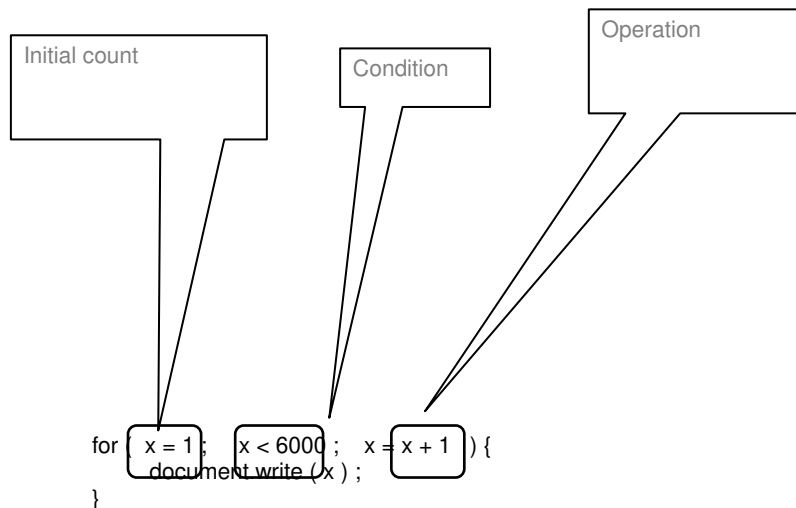 Initial count
Condition
Operation
for ( x = 1 ; x < 6000 ; x = x + 1 ) {
document write ( x ) ;
}